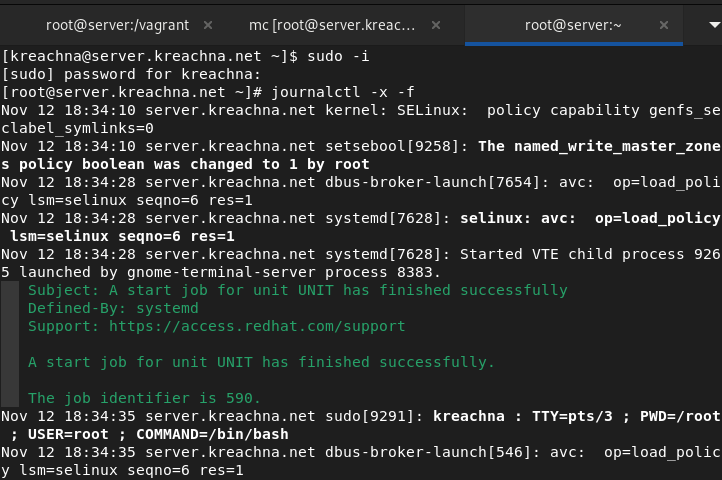 root@server:/vagrant × mc [root@server.kreac... × root@server:~ ×
[kreachna@server.kreachna.net ~]$ sudo -i
[sudo] password for kreachna:
[root@server.kreachna.net ~]# journalctl -x -f
Nov 12 18:34:10 server.kreachna.net kernel: SELinux:  policy capability genfs_se
clabel_symlinks=0
Nov 12 18:34:10 server.kreachna.net setsebool[9258]: The named_write_master_zone
s policy boolean was changed to 1 by root
Nov 12 18:34:28 server.kreachna.net dbus-broker-launch[7654]: avc:  op=load_poli
cy lsm=selinux seqno=6 res=1
Nov 12 18:34:28 server.kreachna.net systemd[7628]: selinux: avc:  op=load_policy
 lsm=selinux seqno=6 res=1
Nov 12 18:34:28 server.kreachna.net systemd[7628]: Started VTE child process 926
5 launched by gnome-terminal-server process 8383.
Subject: A start job for unit UNIT has finished successfully
Defined-By: systemd
Support: https://access.redhat.com/support
A start job for unit UNIT has finished successfully.
The job identifier is 590.
Nov 12 18:34:35 server.kreachna.net sudo[9291]: kreachna : TTY=pts/3 ; PWD=/root
 ; USER=root ; COMMAND=/bin/bash
Nov 12 18:34:35 server.kreachna.net dbus-broker-launch[546]: avc:  op=load_polic
y lsm=selinux seqno=6 res=1